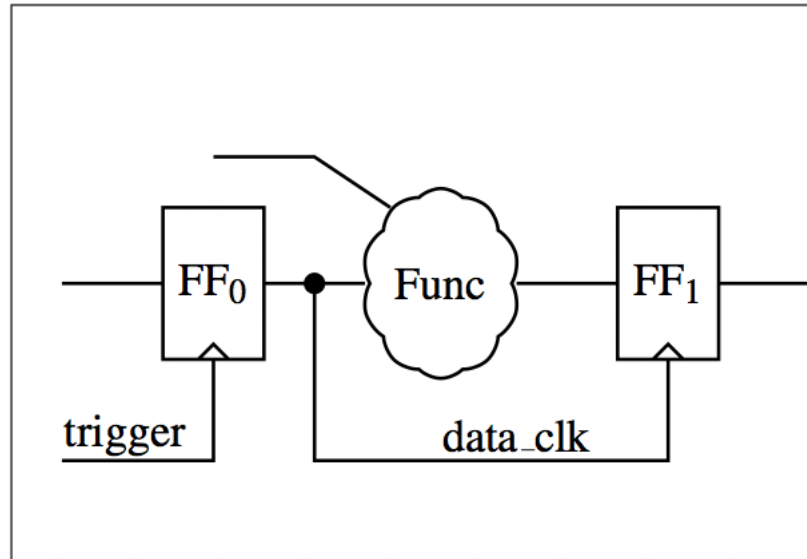 FF0
Func
FF1
trigger
data_clk